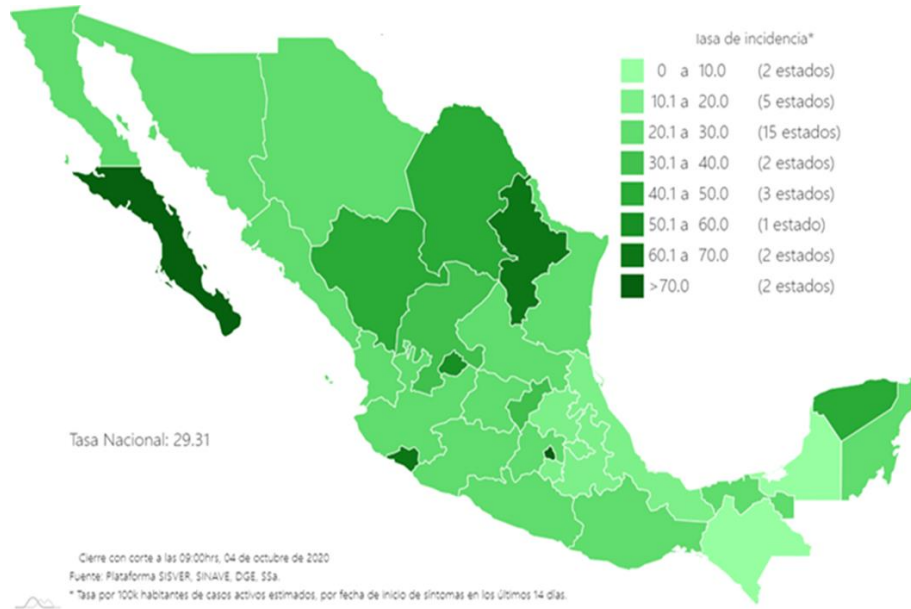 Iasa de incidencia*
0 a 10.0 (2 estados)
10.1 a 20.0 (5 estados)
20.1 a 30.0 (15 estados)
30.1 a 40.0 (2 estados)
40.1 a 50.0 (3 estados)
50.1 a 60.0 (1 estado)
60.1 a 70.0 (2 estados)
>70.0 (2 estados)
Tasa Nacional: 29.31
Cierre con corte a las 09:00hrs, 04 de octubre de 2020
Fuente: Plataforma SISVER, SINAVE, DGE, SSa.
* Tasa por 100k habitantes de casos activos estimados, por fecha de inicio de síntomas en los últimos 14 días.